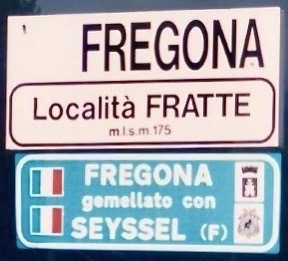 FREGONA
Località FRATTE
m.l.s.m.175
FREGONA
gemellato con
SEYSSEL (F)